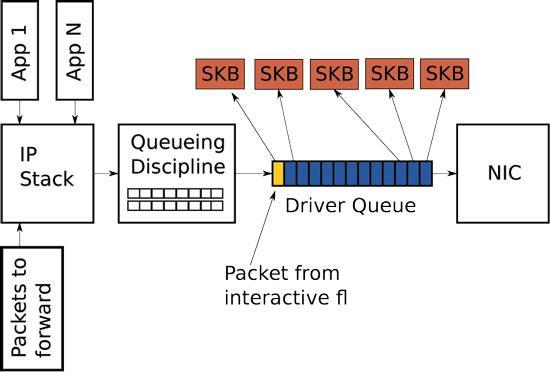 App 1
App N
SKB
SKB
SKB
SKB
SKB
IP
Stack
Queueing
Discipline
NIC
Driver Queue
Packet from
interactive fl
Packets to
forward